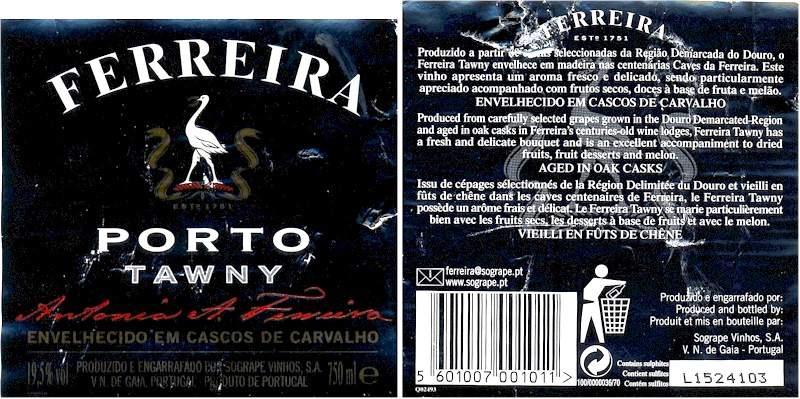 FERREIRA
ESTº 1751
PORTO
TAWNY
Antonia A. Ferreira
ENVELHECIDO EM CASCOS DE CARVALHO
19,5% vol
PRODUZIDO E ENGARRAFADO POR SOGRAPE VINHOS, S.A.
V. N. DE GAIA, PORTUGAL PRODUTO DE PORTUGAL
750 ml e
FERREIRA
ESTº 1751
Produzido a partir de seleccionadas da Região Demarcada do Douro, o
Ferreira Tawny envelhece em madeira nas centenárias Caves da Ferreira. Este
vinho apresenta um aroma fresco e delicado, sendo particularmente
apreciado acompanhado com frutos secos, doces à base de fruta e melão.
ENVELHECIDO EM CASCOS DE CARVALHO
Produced from carefully selected grapes grown in the Douro Demarcated-Region
and aged in oak casks in Ferreira's centuries-old wine lodges, Ferreira Tawny has
a fresh and delicate bouquet and is an excellent accompaniment to dried
fruits, fruit desserts and melon.
AGED IN OAK CASKS
Issu de cépages sélectionnés de la Région Delimitée du Douro et vieilli en
fûts de chêne dans les caves centenaires de Ferreira, le Ferreira Tawny
possède un arôme frais et délicat. Le Ferreira Tawny se marie particulièrement
bien avec les fruits secs, les desserts à base de fruits et avec le melon.
VIEILLI EN FÛTS DE CHÊNE
ferreira@sogrape.pt
www.sogrape.pt
Produzido e engarrafado por:
Produced and bottled by:
Produit et mis en bouteille par:
Sogrape Vinhos, S.A.
V. N. de Gaia - Portugal
5 601007 001011 >
100/0000036/70
Contains sulphites
Contient sulfites
Contém sulfitos
L1524103
Q02493